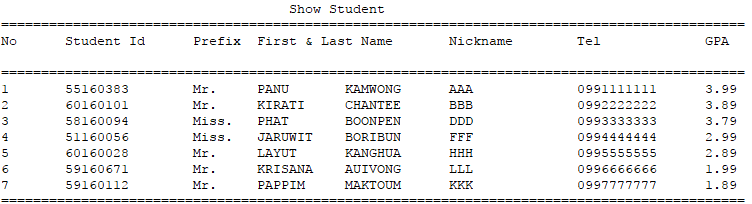 Show Student
=============================================================================================
No      Student Id      Prefix  First & Last Name       Nickname        Tel             GPA
=============================================================================================
1       55160383        Mr.     PANU       KAMWONG      AAA             0991111111      3.99
2       60160101        Mr.     KIRATI     CHANTEE      BBB             0992222222      3.89
3       58160094        Miss.   PHAT       BOONPEN      DDD             0993333333      3.79
4       51160056        Miss.   JARUWIT    BORIBUN      FFF             0994444444      2.99
5       60160028        Mr.     LAYUT      KANGHUA      HHH             0995555555      2.89
6       59160671        Mr.     KRISANA    AUIVONG      LLL             0996666666      1.99
7       59160112        Mr.     PAPPIM     MAKTOUM      KKK             0997777777      1.89
=============================================================================================